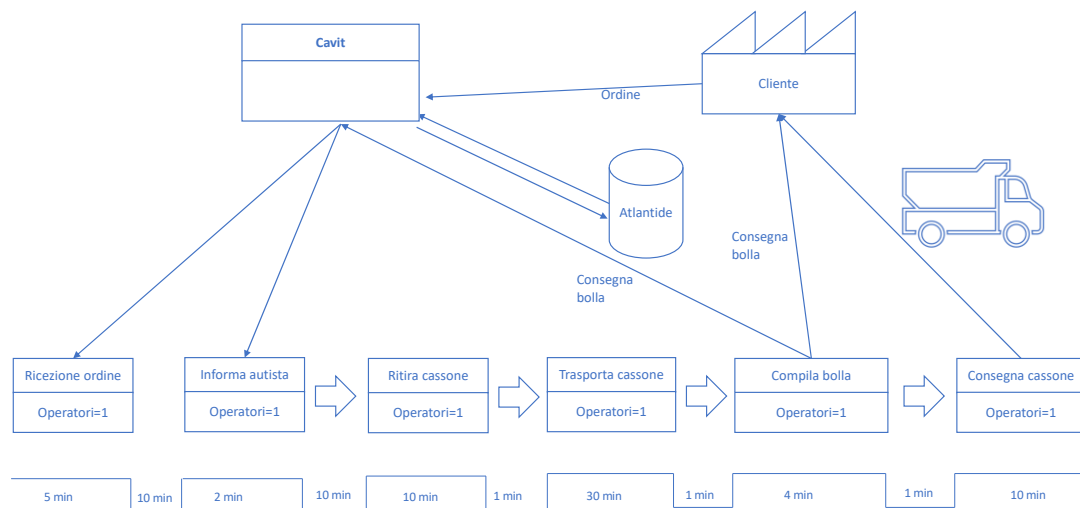 Cavit
Cliente
Ordine
Atlantide
Consegna
bolla
Consegna
bolla
Ricezione ordine
Operatori=1
Informa autista
Operatori=1
Ritira cassone
Operatori=1
Trasporta cassone
Operatori=1
Compila bolla
Operatori=1
Consegna cassone
Operatori=1
5 min
10 min
2 min
10 min
10 min
1 min
30 min
1 min
4 min
1 min
10 min